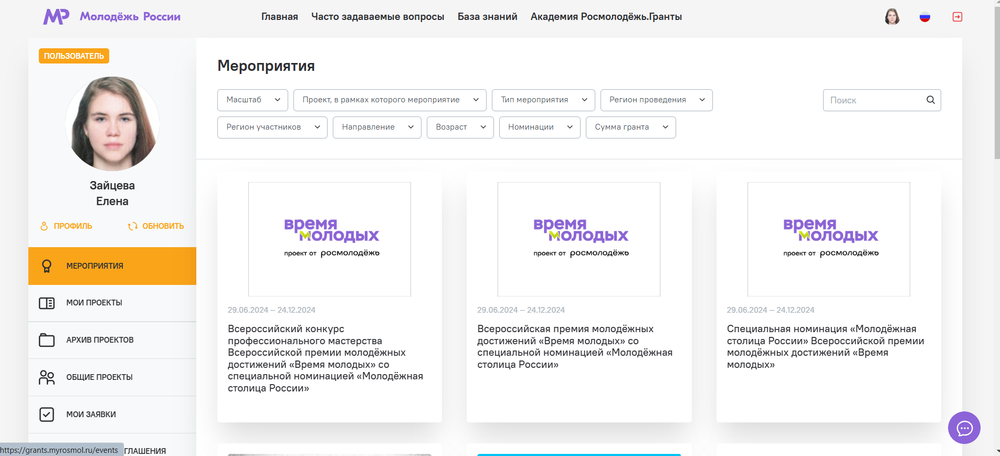 МР Молодёжь России
Главная
Часто задаваемые вопросы
База знаний
Академия Росмолодёжь.Гранты
ПОЛЬЗОВАТЕЛЬ
Зайцева
Елена
ПРОФИЛЬ
ОБНОВИТЬ
МЕРОПРИЯТИЯ
МОИ ПРОЕКТЫ
АРХИВ ПРОЕКТОВ
ОБЩИЕ ПРОЕКТЫ
МОИ ЗАЯВКИ
ГЛАШЕНИЯ
https://grants.myrosmol.ru/events
Мероприятия
Масштаб
Проект, в рамках которого мероприятие
Тип мероприятия
Регион проведения
Поиск
Регион участников
Направление
Возраст
Номинации
Сумма гранта
время
молодых
проект от росмолодёжь
29.06.2024 – 24.12.2024
Всероссийский конкурс
профессионального мастерства
Всероссийской премии молодёжных
достижений «Время молодых» со
специальной номинацией «Молодёжная
столица России»
время
молодых
проект от росмолодёжь
29.06.2024 – 24.12.2024
Всероссийская премия молодёжных
достижений «Время молодых» со
специальной номинацией «Молодёжная
столица России»
время
молодых
проект от росмолодёжь
29.06.2024 – 24.12.2024
Специальная номинация «Молодёжная
столица России» Всероссийской премии
молодёжных достижений «Время
молодых»